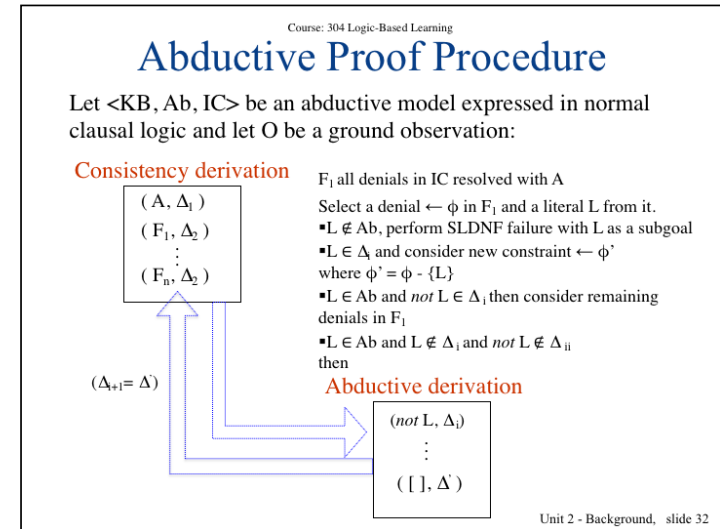 Course: 304 Logic-Based Learning
Abductive Proof Procedure
Let <KB, Ab, IC> be an abductive model expressed in normal
clausal logic and let O be a ground observation:
Consistency derivation
( A, Δ₁ )
( F₁, Δ₂ )
⋮
( Fₙ, Δ₂ )
F₁ all denials in IC resolved with A
Select a denial ← ϕ in F₁ and a literal L from it.
▪L ∉ Ab, perform SLDNF failure with L as a subgoal
▪L ∈ Δᵢ and consider new constraint ← ϕ’
where ϕ’ = ϕ - {L}
▪L ∈ Ab and not L ∈ Δᵢ then consider remaining
denials in F₁
▪L ∈ Ab and L ∉ Δᵢ and not L ∉ Δᵢᵢ
then
(Δᵢ₊₁= Δ’)
Abductive derivation
(not L, Δᵢ)
⋮
( [ ], Δ’ )
Unit 2 - Background, slide 32